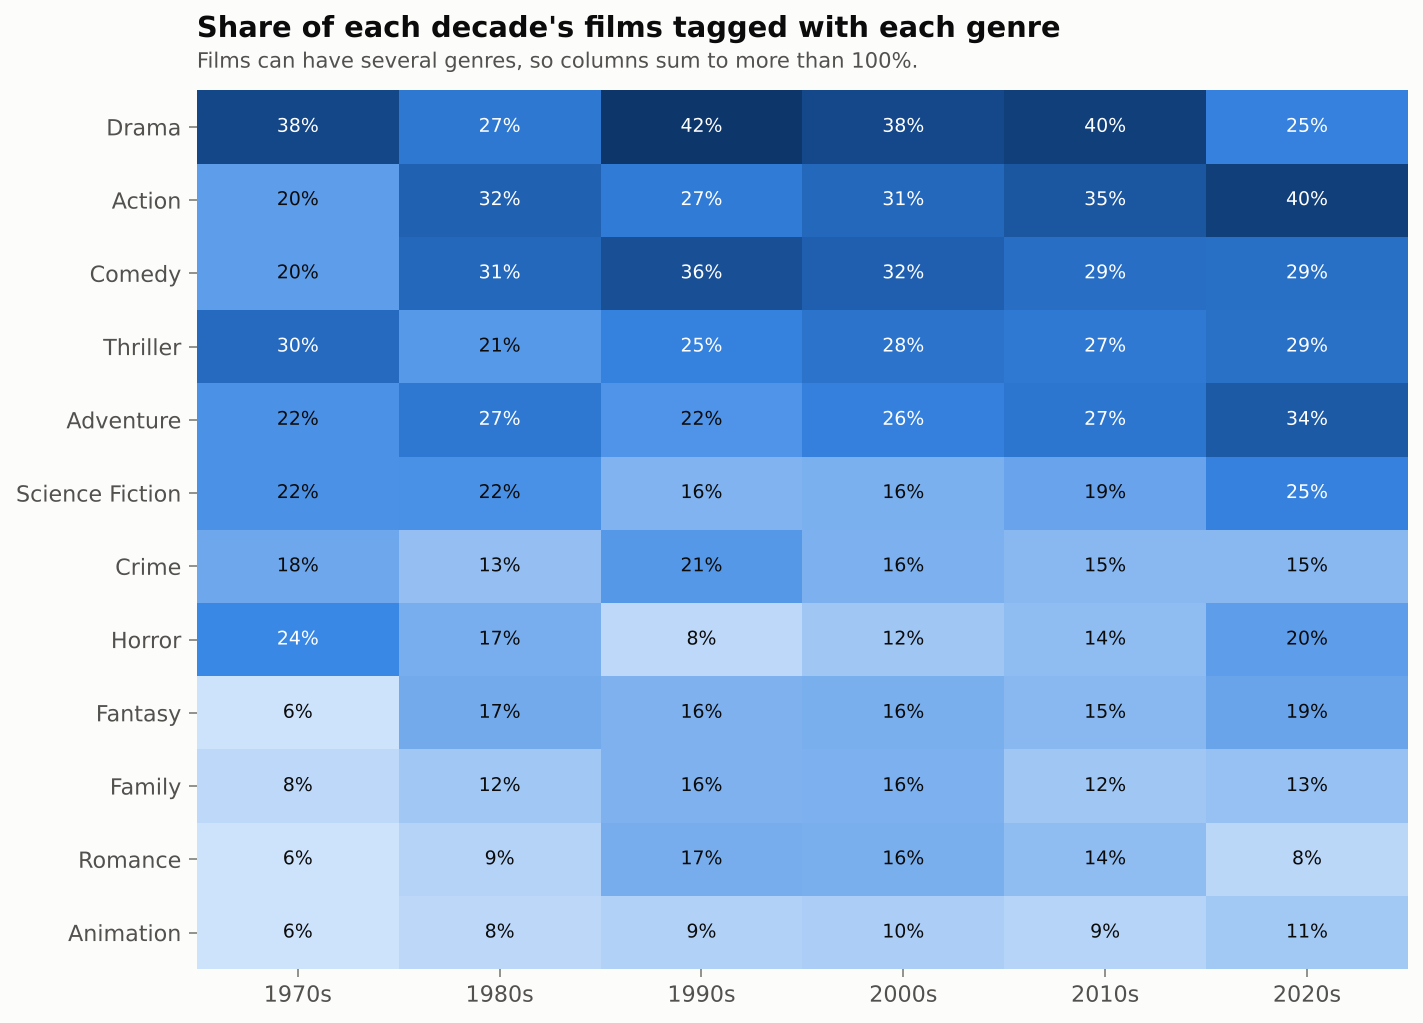 Share of each decade's films tagged with each genre
Films can have several genres, so columns sum to more than 100%.
Drama 38% 27% 42% 38% 40% 25%
Action 20% 32% 27% 31% 35% 40%
Comedy 20% 31% 36% 32% 29% 29%
Thriller 30% 21% 25% 28% 27% 29%
Adventure 22% 27% 22% 26% 27% 34%
Science Fiction 22% 22% 16% 16% 19% 25%
Crime 18% 13% 21% 16% 15% 15%
Horror 24% 17% 8% 12% 14% 20%
Fantasy 6% 17% 16% 16% 15% 19%
Family 8% 12% 16% 16% 12% 13%
Romance 6% 9% 17% 16% 14% 8%
Animation 6% 8% 9% 10% 9% 11%
1970s 1980s 1990s 2000s 2010s 2020s